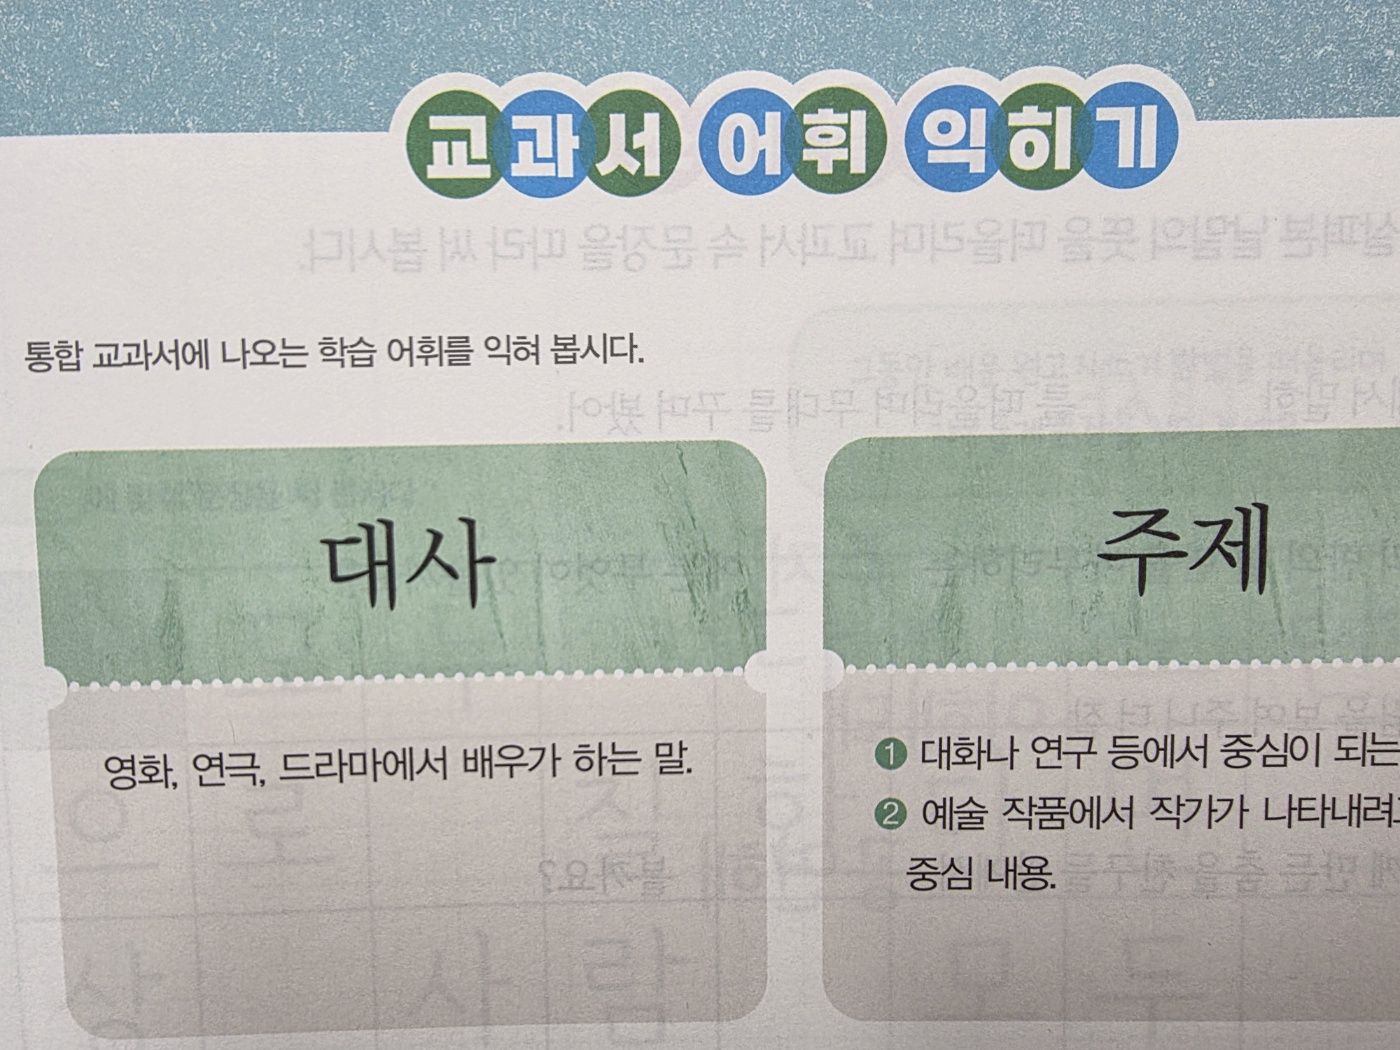 교과서 어휘 익히기
통합 교과서에 나오는 학습 어휘를 익혀 봅시다.
대사
영화, 연극, 드라마에서 배우가 하는 말.
주제
1 대화나 연구 등에서 중심이 되는
2 예술 작품에서 작가가 나타내려
중심 내용.